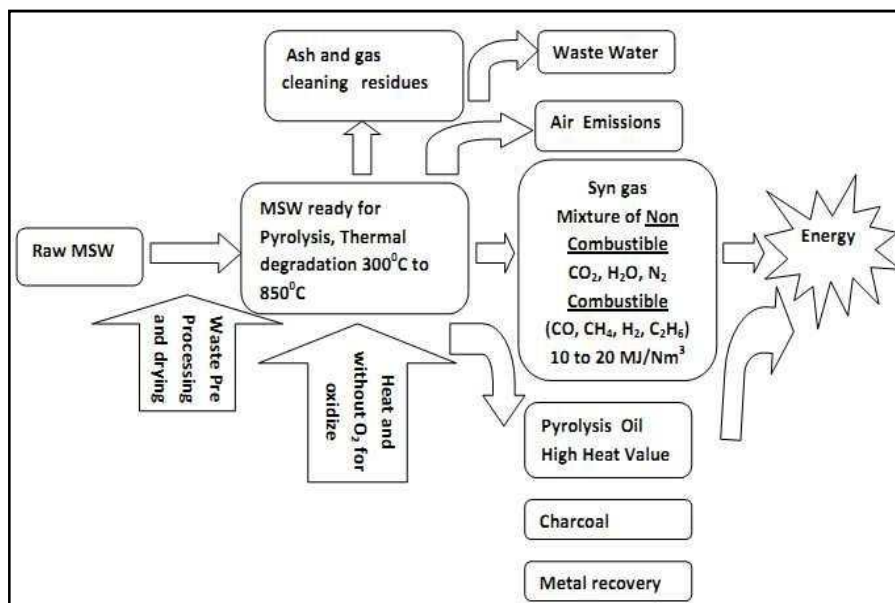 Ash and gas
cleaning residues
Waste Water
Air Emissions
Raw MSW
MSW ready for
Pyrolysis, Thermal
degradation 300⁰C to
850⁰C
Syn gas
Mixture of Non
Combustible
CO₂, H₂O, N₂
Combustible
(CO, CH₄, H₂, C₂H₆)
10 to 20 MJ/Nm³
Energy
Waste Pre
Processing
and drying
Heat and
without O₂ for
oxidize
Pyrolysis Oil
High Heat Value
Charcoal
Metal recovery